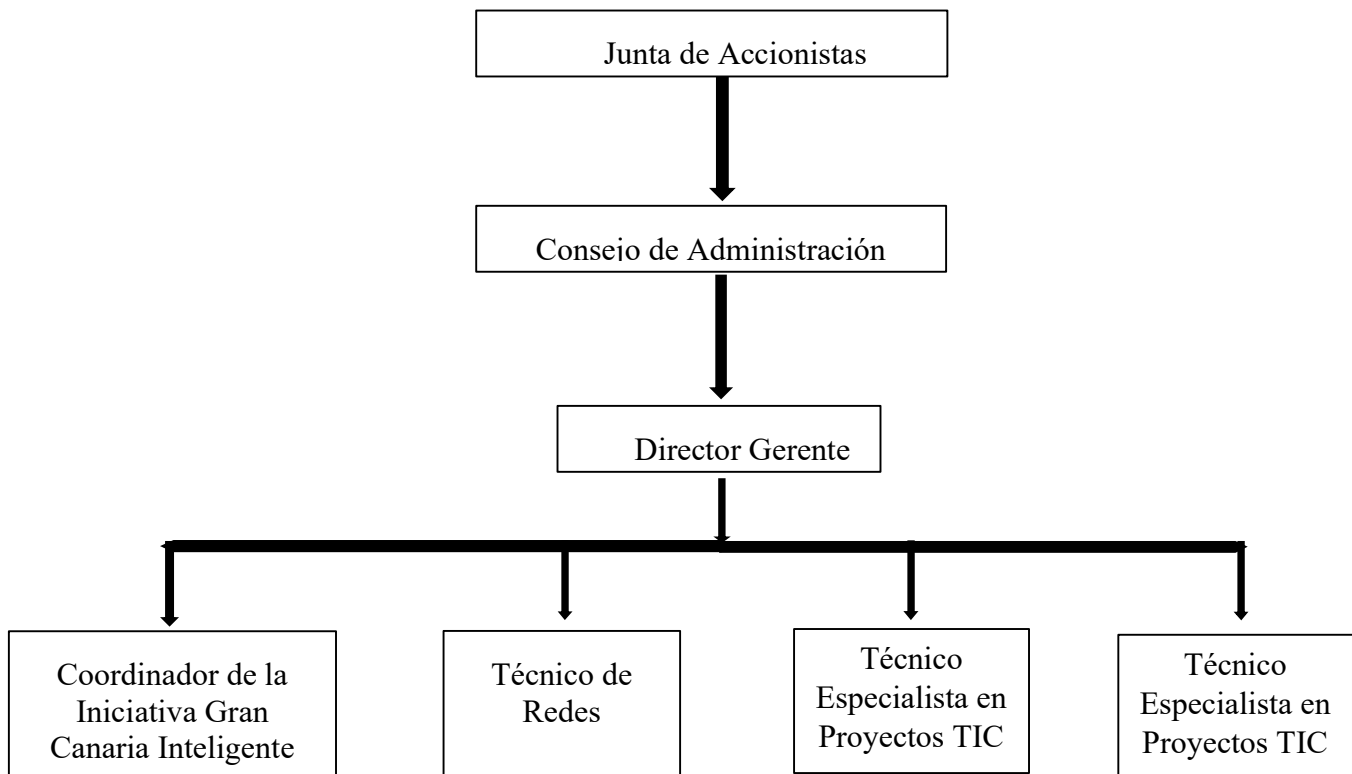 Junta de Accionistas
Consejo de Administración
Director Gerente
Coordinador de la
Iniciativa Gran
Canaria Inteligente
Técnico de
Redes
Técnico
Especialista en
Proyectos TIC
Técnico
Especialista en
Proyectos TIC